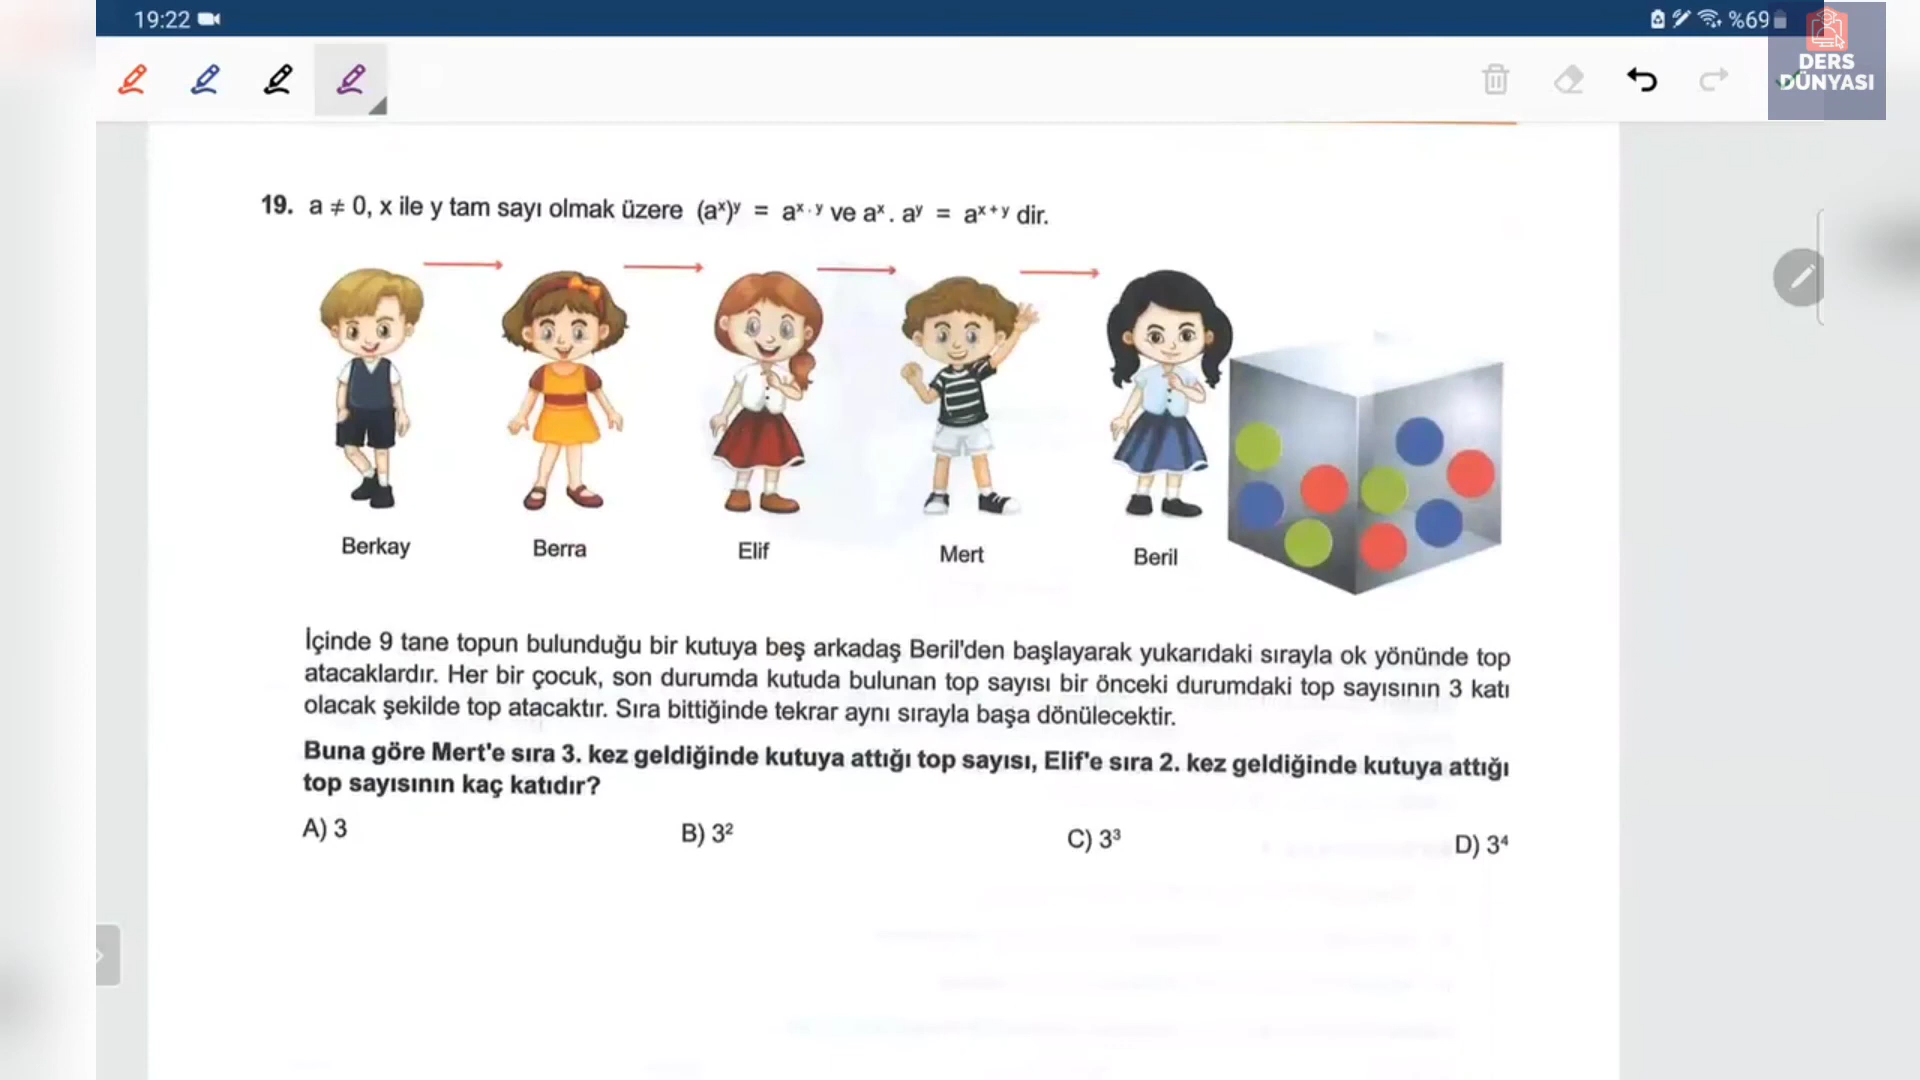 19:22
%69
DERS
DÜNYASI
19. a ≠ 0, x ile y tam sayı olmak üzere (aˣ)ʸ = aˣ·ʸ ve aˣ . aʸ = aˣ⁺ʸ dir.
Berkay Berra Elif Mert Beril
İçinde 9 tane topun bulunduğu bir kutuya beş arkadaş Beril'den başlayarak yukarıdaki sırayla ok yönünde top
atacaklardır. Her bir çocuk, son durumda kutuda bulunan top sayısı bir önceki durumdaki top sayısının 3 katı
olacak şekilde top atacaktır. Sıra bittiğinde tekrar aynı sırayla başa dönülecektir.
Buna göre Mert'e sıra 3. kez geldiğinde kutuya attığı top sayısı, Elif'e sıra 2. kez geldiğinde kutuya attığı
top sayısının kaç katıdır?
A) 3 B) 3² C) 3³ D) 3⁴